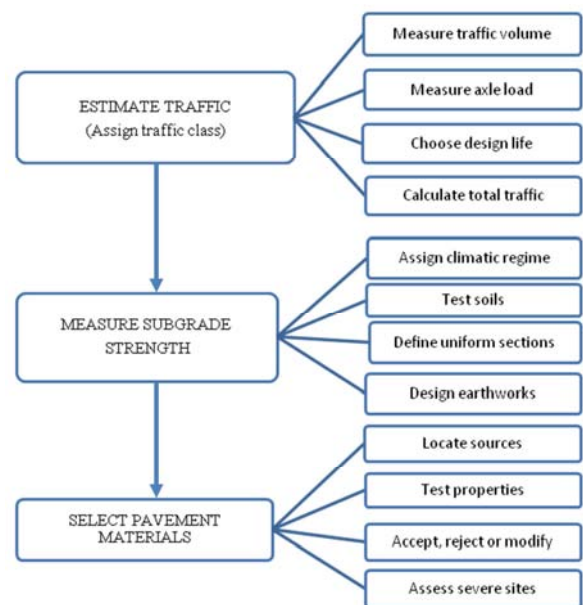 ESTIMATE TRAFFIC
(Assign traffic class)
Measure traffic volume
Measure axle load
Choose design life
Calculate total traffic
MEASURE SUBGRADE
STRENGTH
Assign climatic regime
Test soils
Define uniform sections
Design earthworks
SELECT PAVEMENT
MATERIALS
Locate sources
Test properties
Accept, reject or modify
Assess severe sites